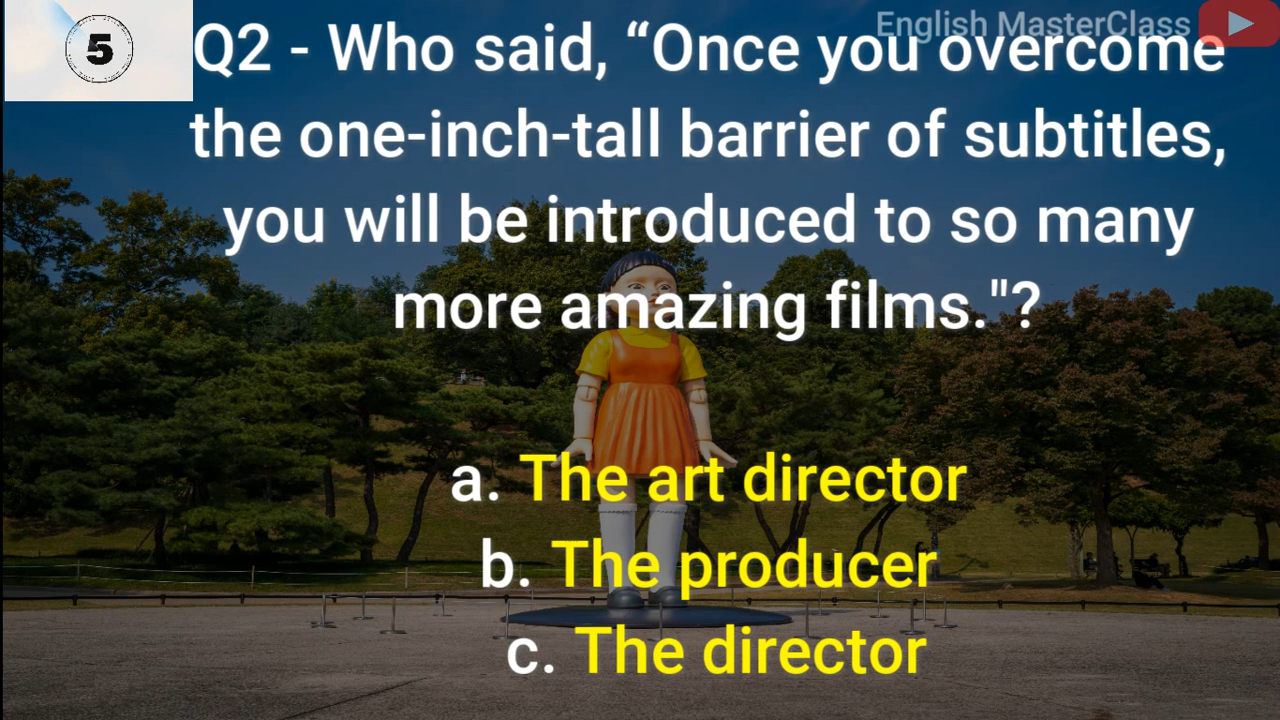 English MasterClass
5
Q2 - Who said, “Once you overcome
the one-inch-tall barrier of subtitles,
you will be introduced to so many
more amazing films."?
a. The art director
b. The producer
c. The director